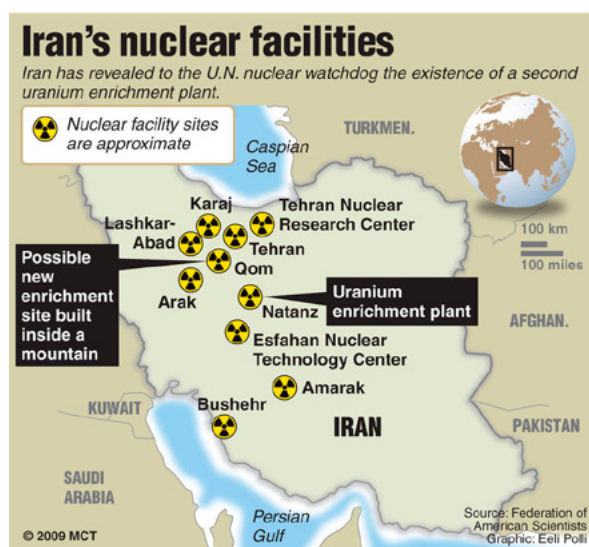 Iran's nuclear facilities
Iran has revealed to the U.N. nuclear watchdog the existence of a second
uranium enrichment plant.
Nuclear facility sites
are approximate
TURKMEN.
Caspian
Sea
Karaj
Tehran Nuclear
Research Center
Lashkar-
Abad
Tehran
100 km
100 miles
Possible
new
enrichment
site built
inside a
mountain
Qom
Arak
Natanz
Uranium
enrichment plant
AFGHAN.
Esfahan Nuclear
Technology Center
Amarak
KUWAIT
Bushehr
IRAN
PAKISTAN
SAUDI
ARABIA
Persian
Gulf
Source: Federation of
American Scientists
Graphic: Eeli Polli
© 2009 MCT